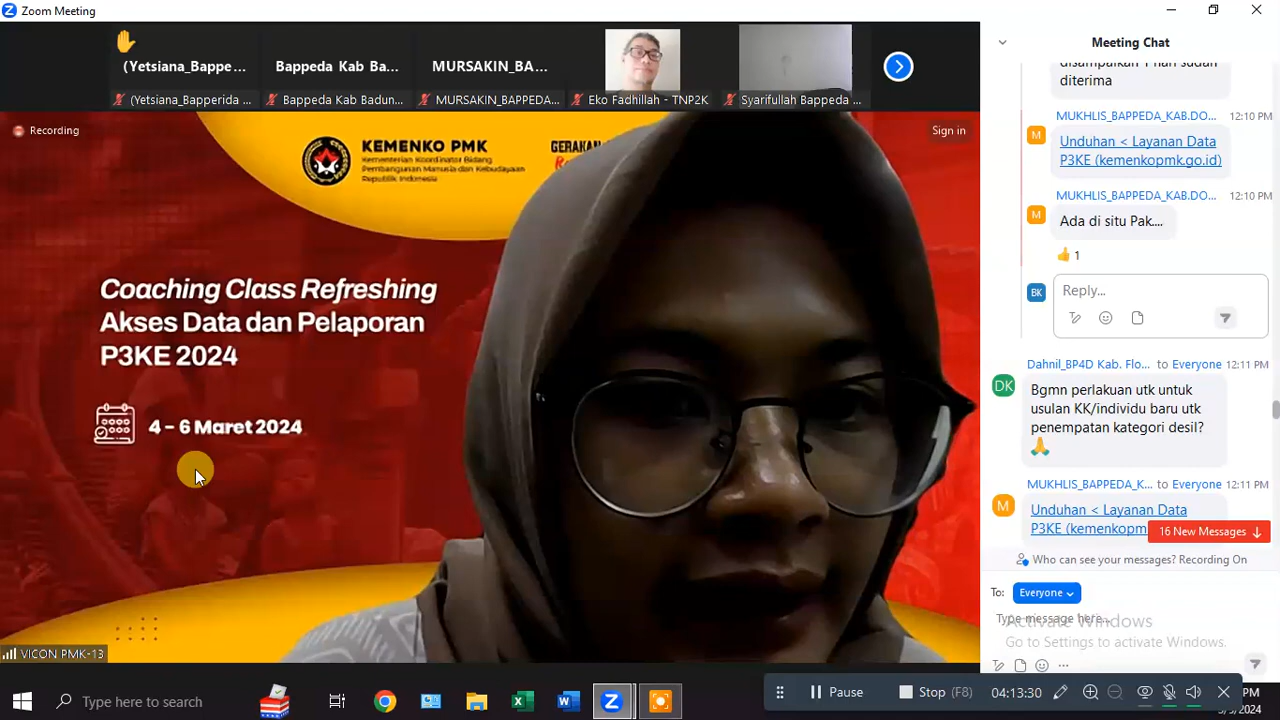 Zoom Meeting
(Yetsiana_Bappe...
Bappeda Kab Ba...
MURSAKIN_BA...
(Yetsiana_Bapperida ...
Bappeda Kab Badun...
MURSAKIN_BAPPEDA...
Eko Fadhillah - TNP2K
Syarifullah Bappeda ...
Recording
Sign in
KEMENKO PMK
Kementerian Koordinator Bidang
Pembangunan Manusia dan Kebudayaan
Republik Indonesia
GERAKAN
Coaching Class Refreshing
Akses Data dan Pelaporan
P3KE 2024
4 - 6 Maret 2024
VICON PMK-13
Meeting Chat
disampaikan 1 hari sudah
diterima
MUKHLIS_BAPPEDA_KAB.DO... 12:10 PM
M
Unduhan < Layanan Data
P3KE (kemenkopmk.go.id)
MUKHLIS_BAPPEDA_KAB.DO... 12:10 PM
M
Ada di situ Pak....
1
BK
Reply...
Dahnil_BP4D Kab. Flo... to Everyone 12:11 PM
DK
Bgmn perlakuan utk untuk
usulan KK/individu baru utk
penempatan kategori desil?
MUKHLIS_BAPPEDA_K... to Everyone 12:11 PM
M
Unduhan < Layanan Data
P3KE (kemenkopm
16 New Messages
Who can see your messages? Recording On
To: Everyone
Type message here...
Activate Windows
Go to Settings to activate Windows.
Type here to search
Pause
Stop (F8)
04:13:30
PM